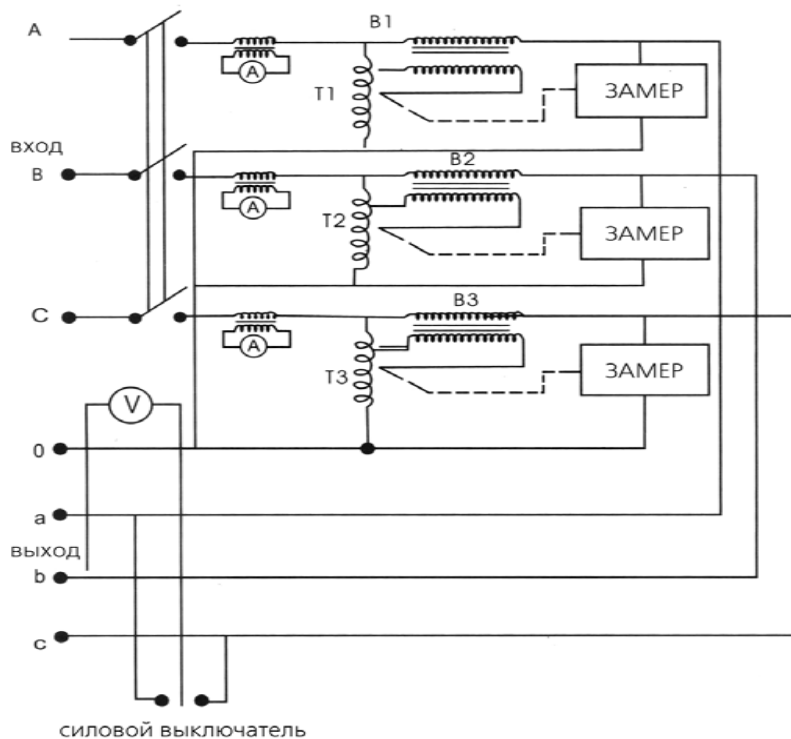 A
B1
A
T1
ЗАМЕР
ВХОД
B
B2
A
T2
ЗАМЕР
C
B3
A
T3
ЗАМЕР
V
0
a
ВЫХОД
b
c
СИЛОВОЙ ВЫКЛЮЧАТЕЛЬ